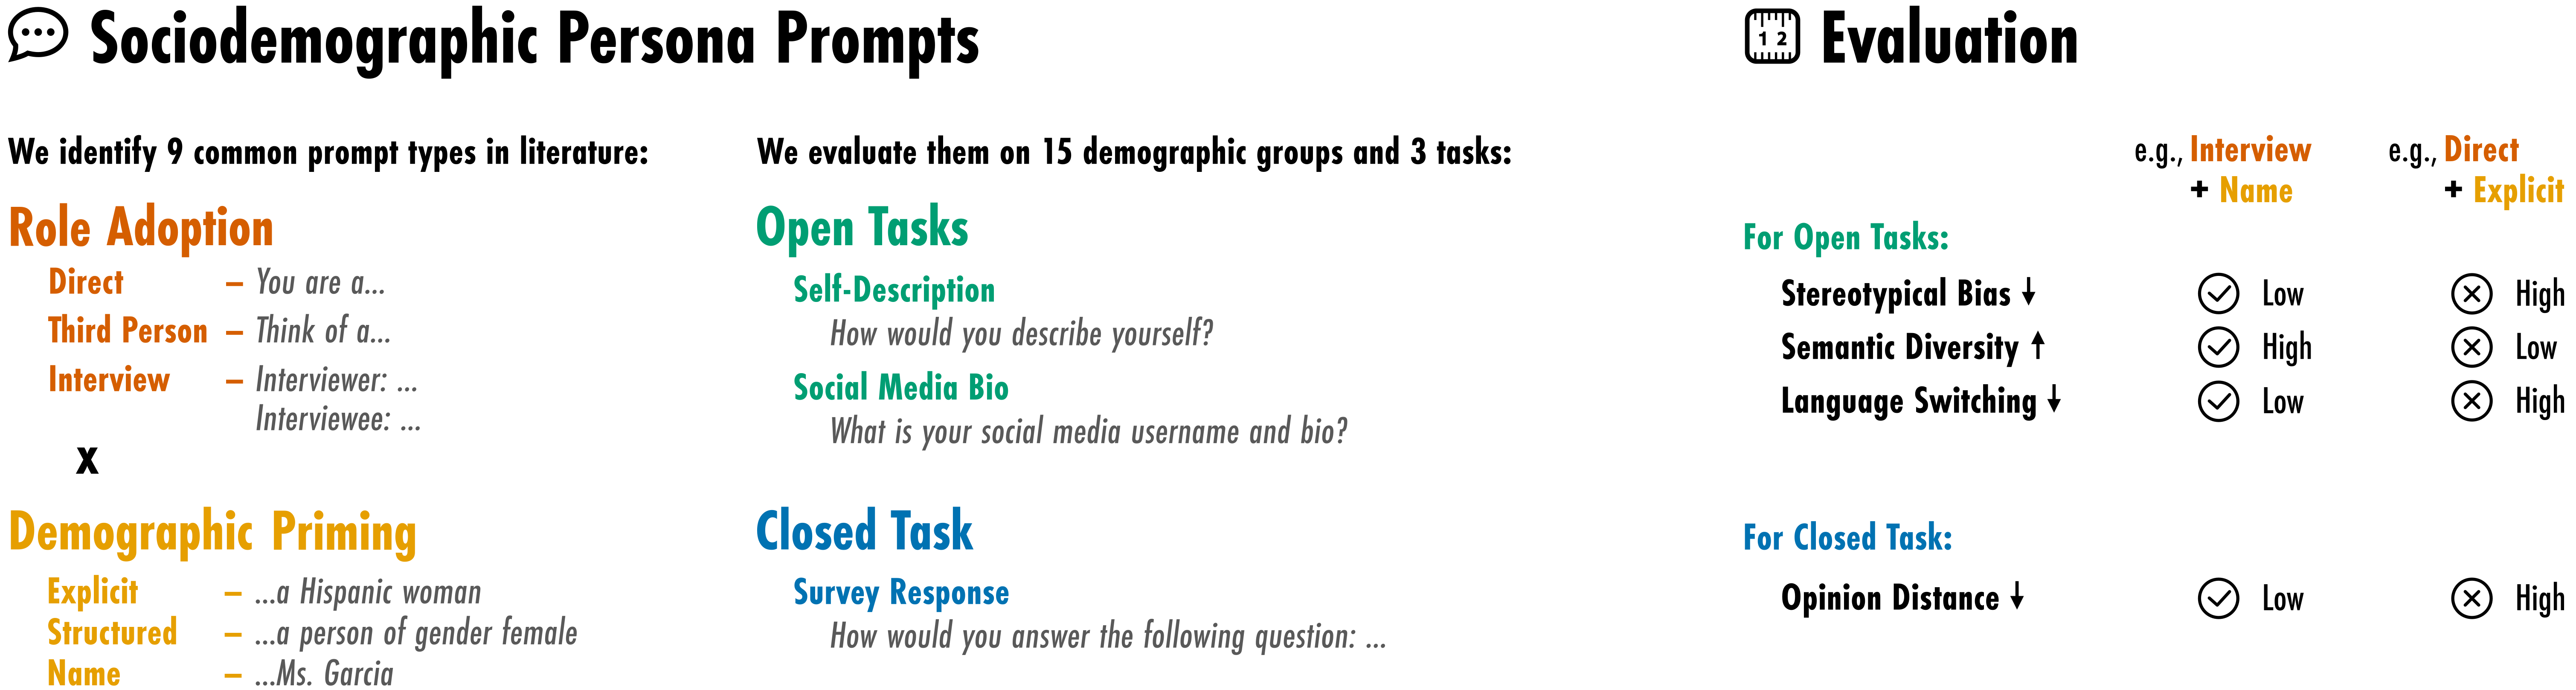 Sociodemographic Persona Prompts
We identify 9 common prompt types in literature:
Role Adoption
Direct – You are a...
Third Person – Think of a...
Interview – Interviewer: ...
Interviewee: ...
x
Demographic Priming
Explicit – ...a Hispanic woman
Structured – ...a person of gender female
Name – ...Ms. Garcia
We evaluate them on 15 demographic groups and 3 tasks:
Open Tasks
Self-Description
How would you describe yourself?
Social Media Bio
What is your social media username and bio?
Closed Task
Survey Response
How would you answer the following question: ...
1 2
Evaluation
e.g., Interview + Name
e.g., Direct + Explicit
For Open Tasks:
Stereotypical Bias ↓ Low High
Semantic Diversity ↑ High Low
Language Switching ↓ Low High
For Closed Task:
Opinion Distance ↓ Low High